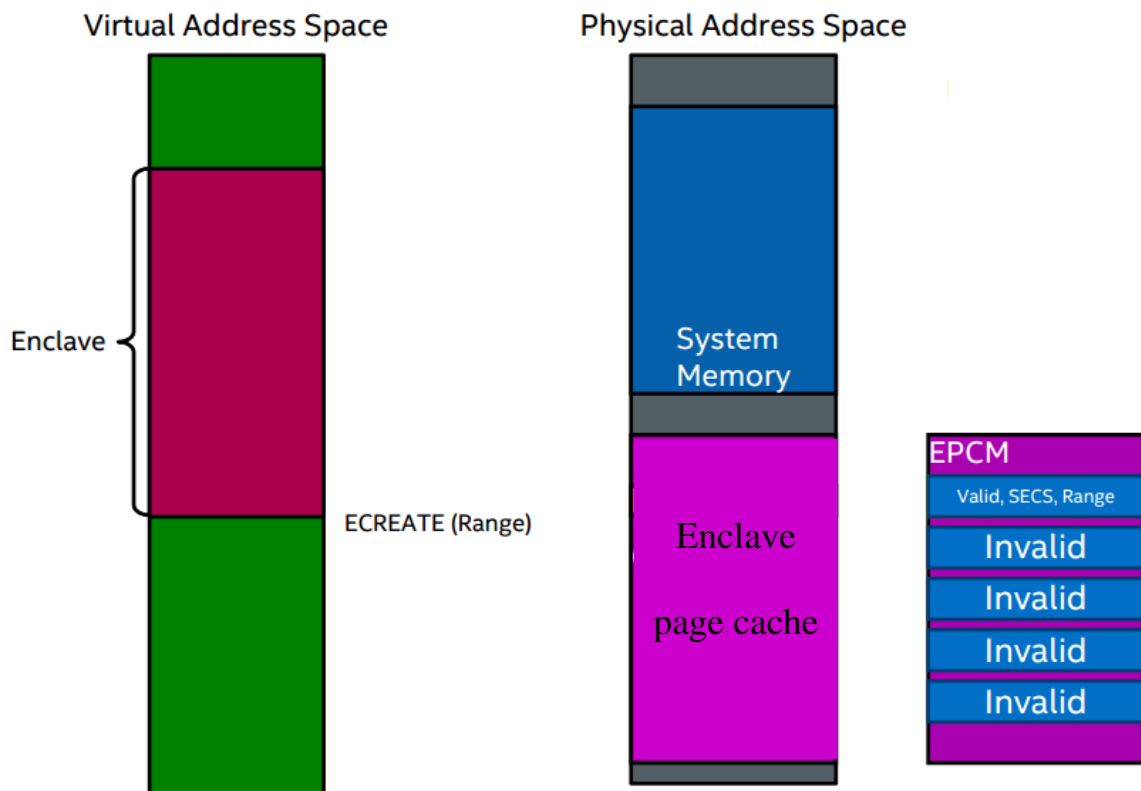 Virtual Address Space
Physical Address Space
Enclave
System
Memory
ECREATE (Range)
Enclave
page cache
EPCM
Valid, SECS, Range
Invalid
Invalid
Invalid
Invalid